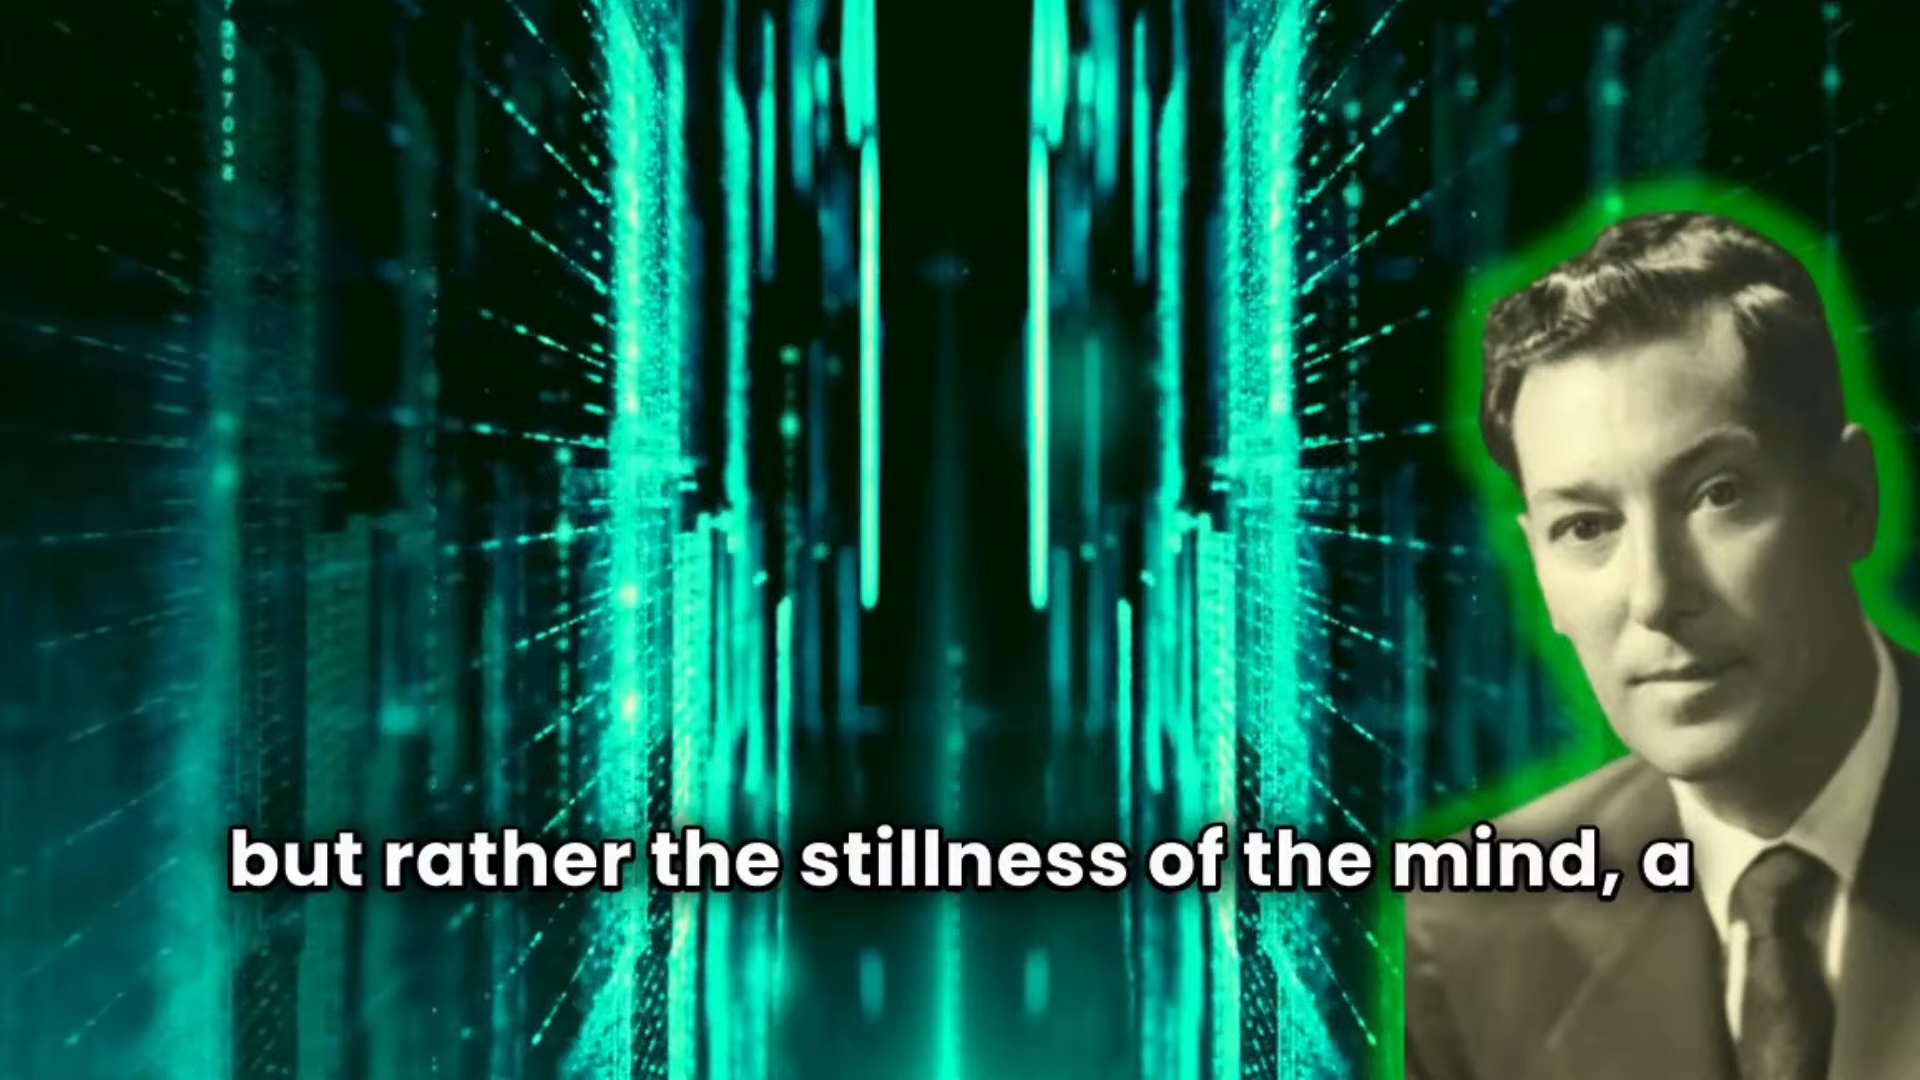 but rather the stillness of the mind, a